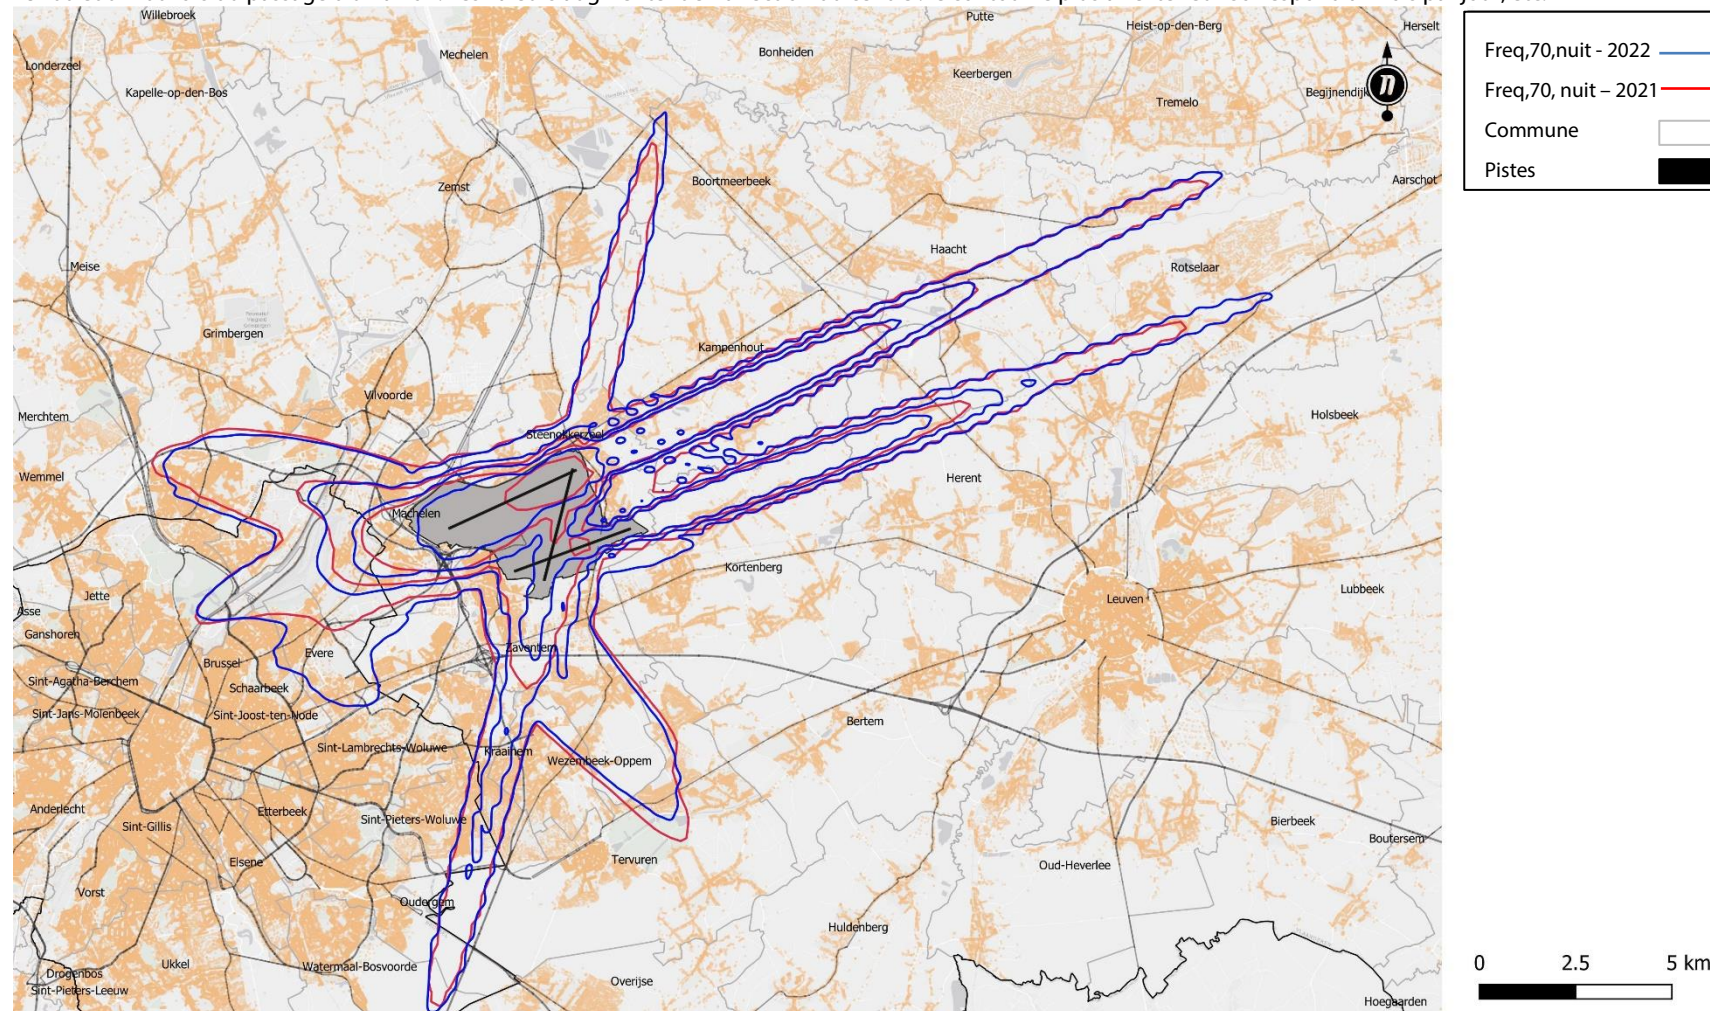 Willebroek
Putte
Heist-op-den-Berg
Herselt
Londerzeel
Mechelen
Bonheiden
Keerbergen
Kapelle-op-den-Bos
Tremelo
Begijnendijk
n
Zemst
Boortmeerbeek
Aarschot
Meise
Haacht
Rotselaar
Grimbergen
Kampenhout
Vilvoorde
Merchtem
Holsbeek
Steenokkerzeel
Wemmel
Herent
Machelen
Kortenberg
Jette
Lubbeek
Asse
Leuven
Ganshoren
Zaventem
Evere
Brussel
Sint-Agatha-Berchem
Schaarbeek
Sint-Jans-Molenbeek
Sint-Joost-ten-Node
Bertem
Sint-Lambrechts-Woluwe
Kraainem
Wezembeek-Oppem
Anderlecht
Etterbeek
Sint-Pieters-Woluwe
Bierbeek
Sint-Gillis
Boutersem
Elsene
Tervuren
Oud-Heverlee
Vorst
Oudergem
Huldenberg
Ukkel
Watermaal-Bosvoorde
Drogenbos
Overijse
Sint-Pieters-Leeuw
Hoegaarden
Freq,70,nuit - 2022
Freq,70, nuit – 2021
Commune
Pistes
0 2.5 5 km